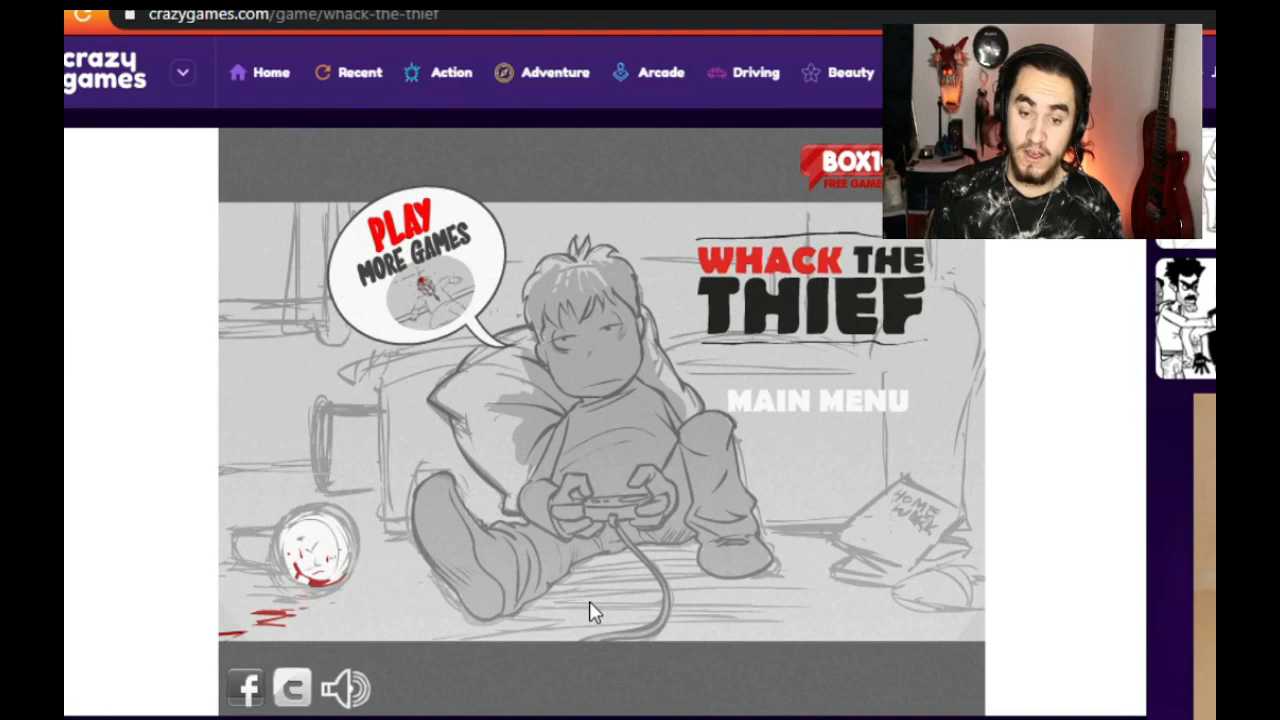 crazygames.com/game/whack-the-thief
crazy
games
Home
Recent
Action
Adventure
Arcade
Driving
Beauty
BOX1
FREE GAME
PLAY
MORE GAMES
WHACK THE
THIEF
MAIN MENU
HOME
WORK